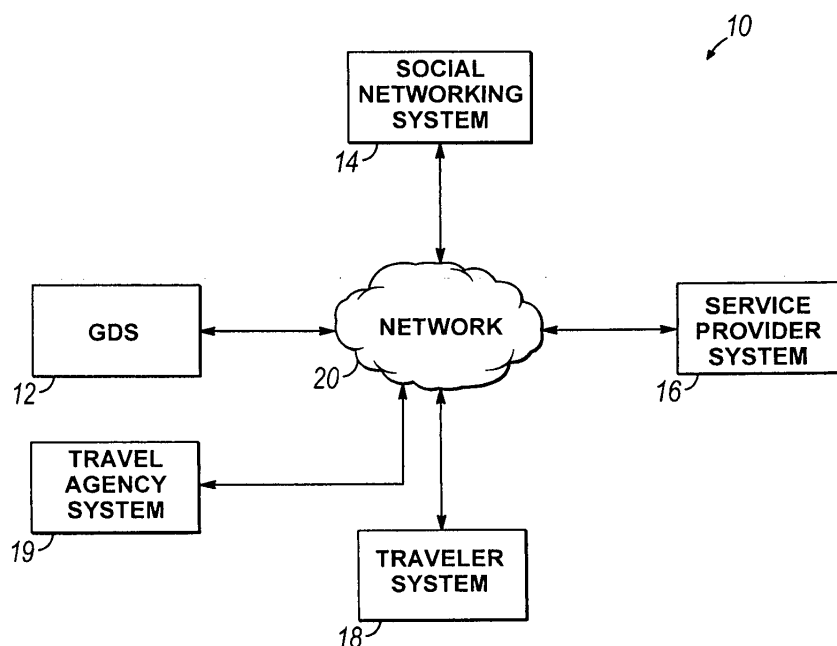 10
SOCIAL
NETWORKING
SYSTEM
14
GDS
12
NETWORK
20
SERVICE
PROVIDER
SYSTEM
16
TRAVEL
AGENCY
SYSTEM
19
TRAVELER
SYSTEM
18